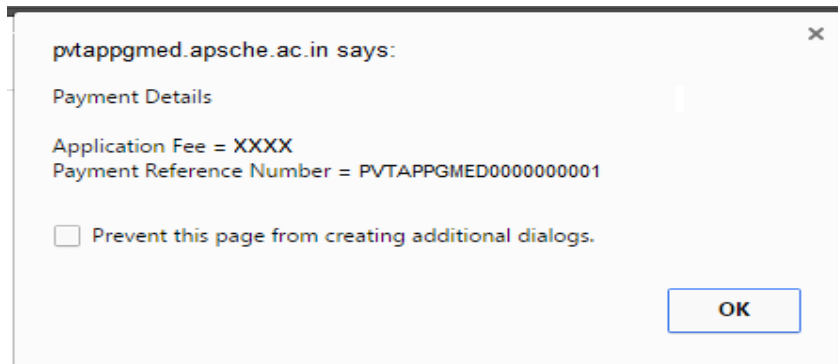 pvtappgmed.apsche.ac.in says:
Payment Details
Application Fee = XXXX
Payment Reference Number = PVTAPPGMED0000000001
Prevent this page from creating additional dialogs.
OK